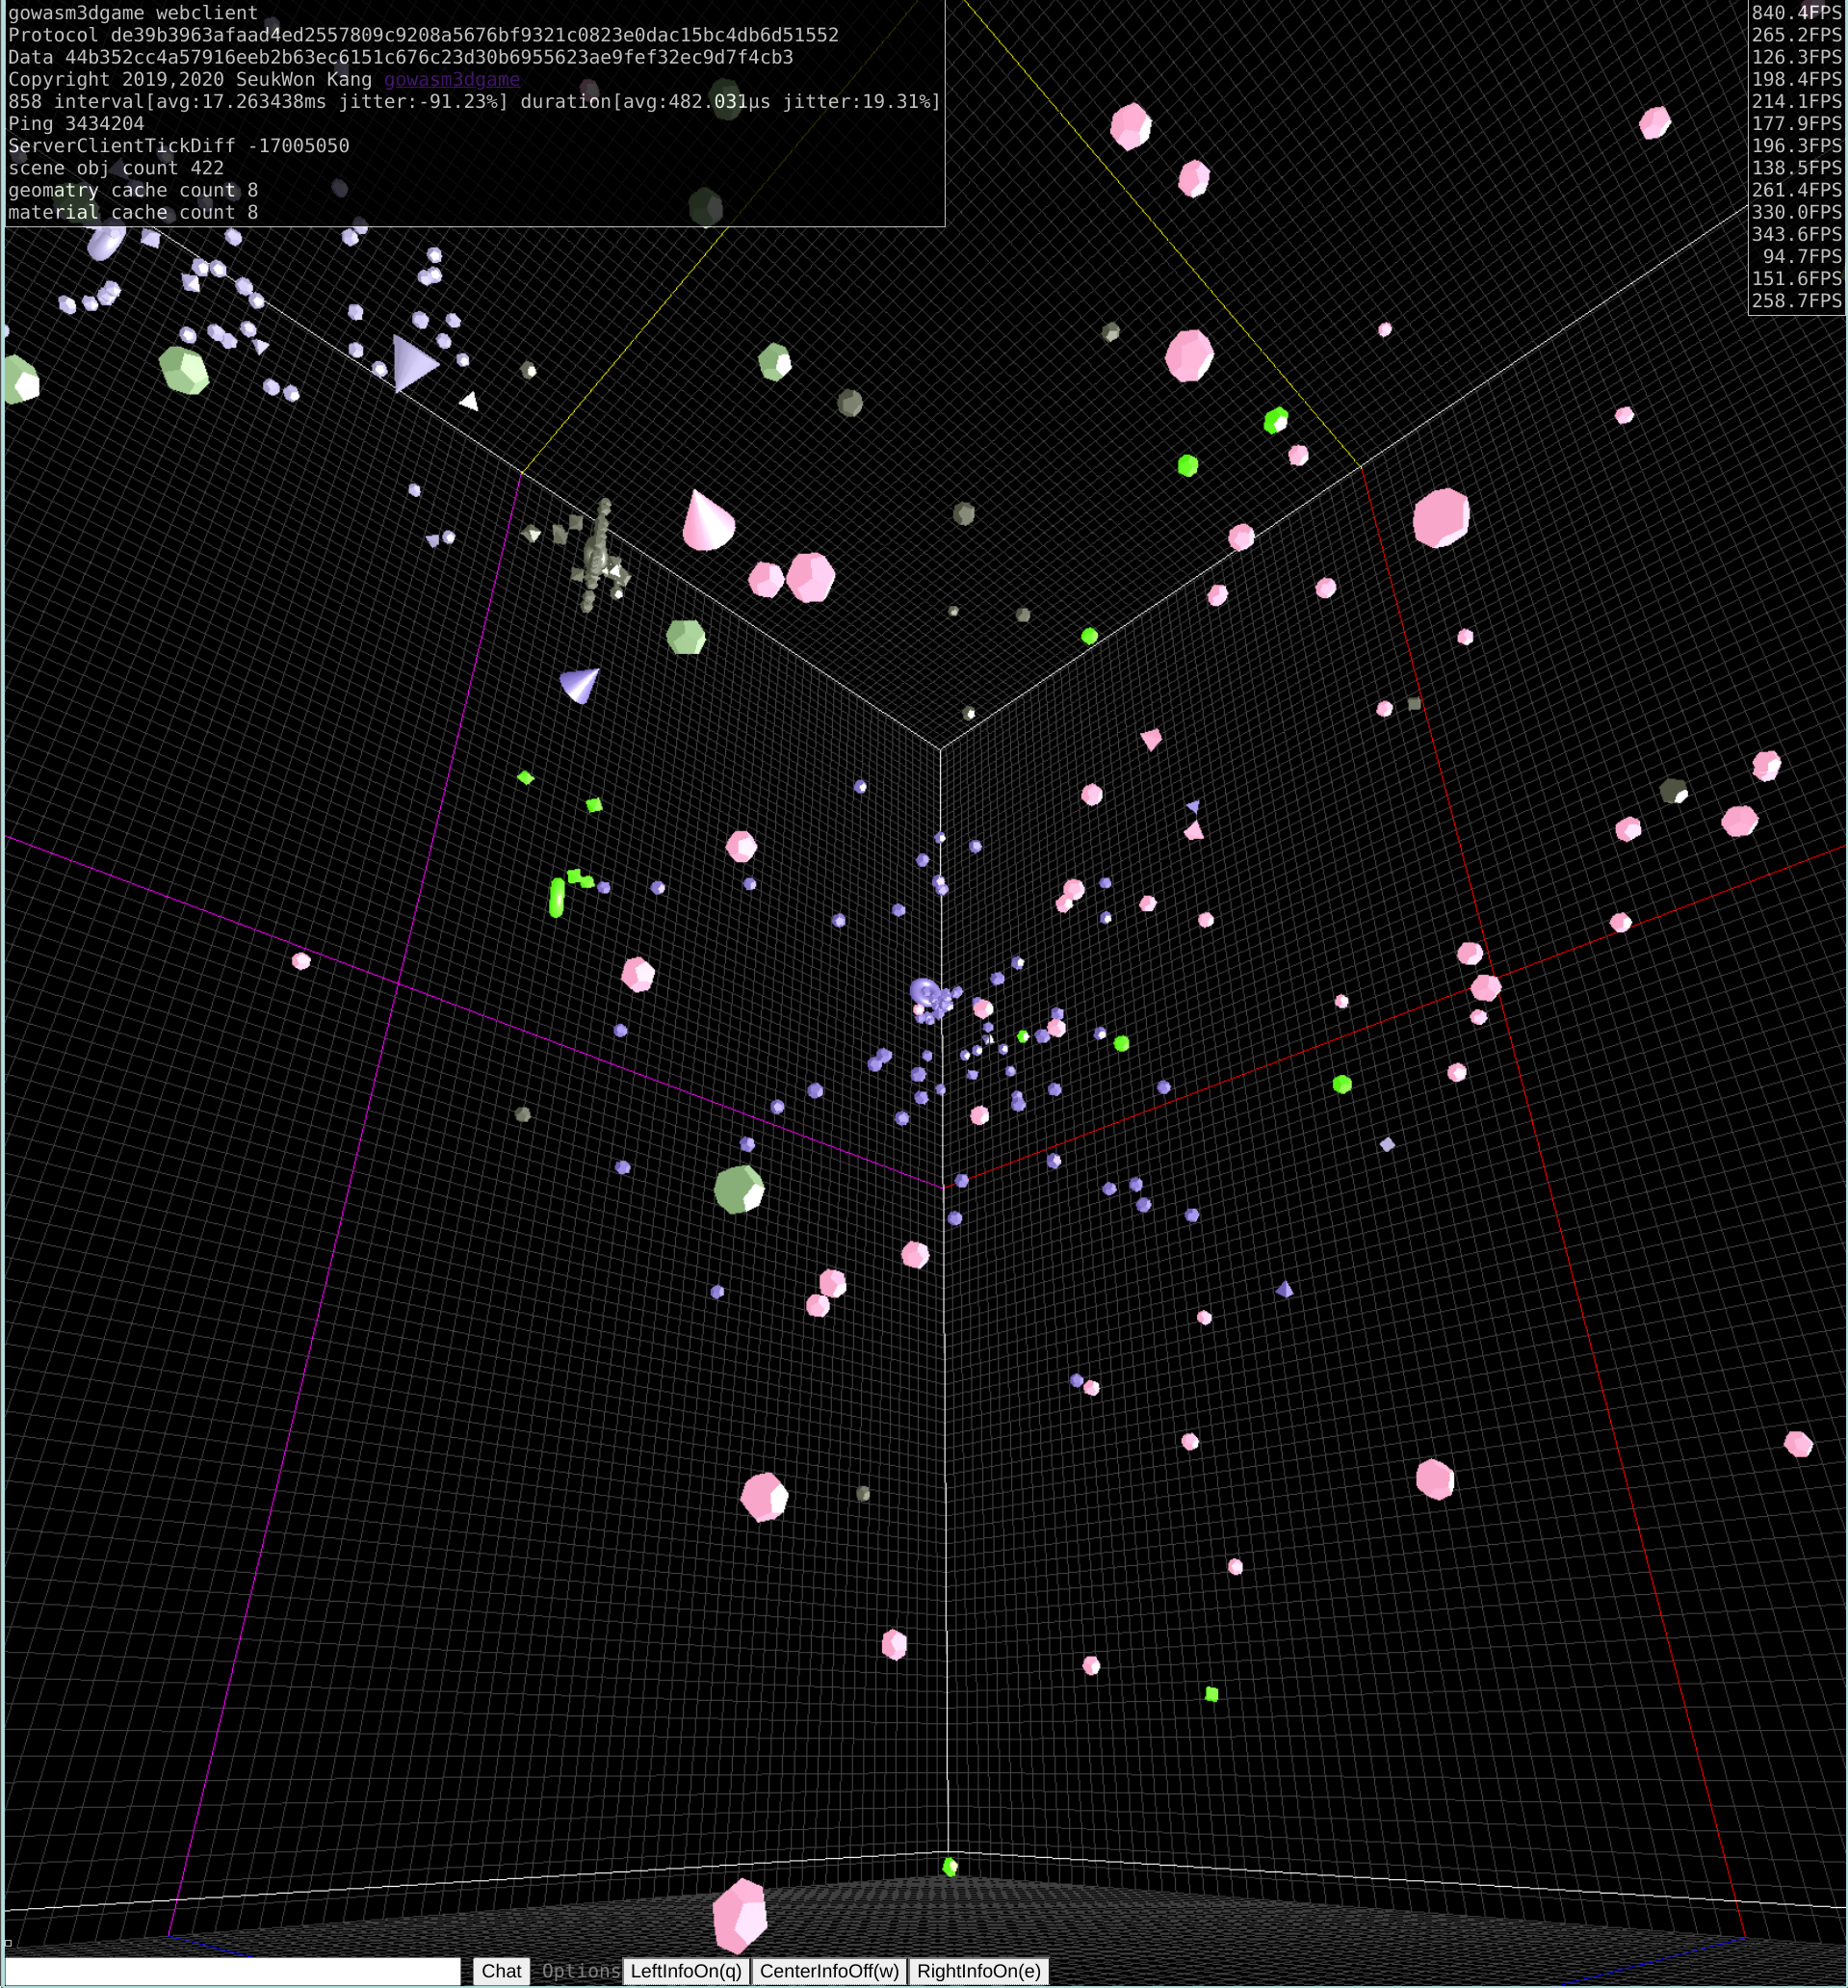 gowasm3dgame webclient
Protocol de39b3963afaad4ed2557809c9208a5676bf9321c0823e0dac15bc4db6d51552
Data 44b352cc4a57916eeb2b63ec6151c676c23d30b6955623ae9fef32ec9d7f4cb3
Copyright 2019,2020 SeukWon Kang gowasm3dgame
858 interval[avg:17.263438ms jitter:-91.23%] duration[avg:482.031µs jitter:19.31%]
Ping 3434204
ServerClientTickDiff -17005050
scene obj count 422
geomatry cache count 8
material cache count 8
840.4FPS
265.2FPS
126.3FPS
198.4FPS
214.1FPS
177.9FPS
196.3FPS
138.5FPS
261.4FPS
330.0FPS
343.6FPS
94.7FPS
151.6FPS
258.7FPS
Chat Options LeftInfoOn(q) CenterInfoOff(w) RightInfoOn(e)